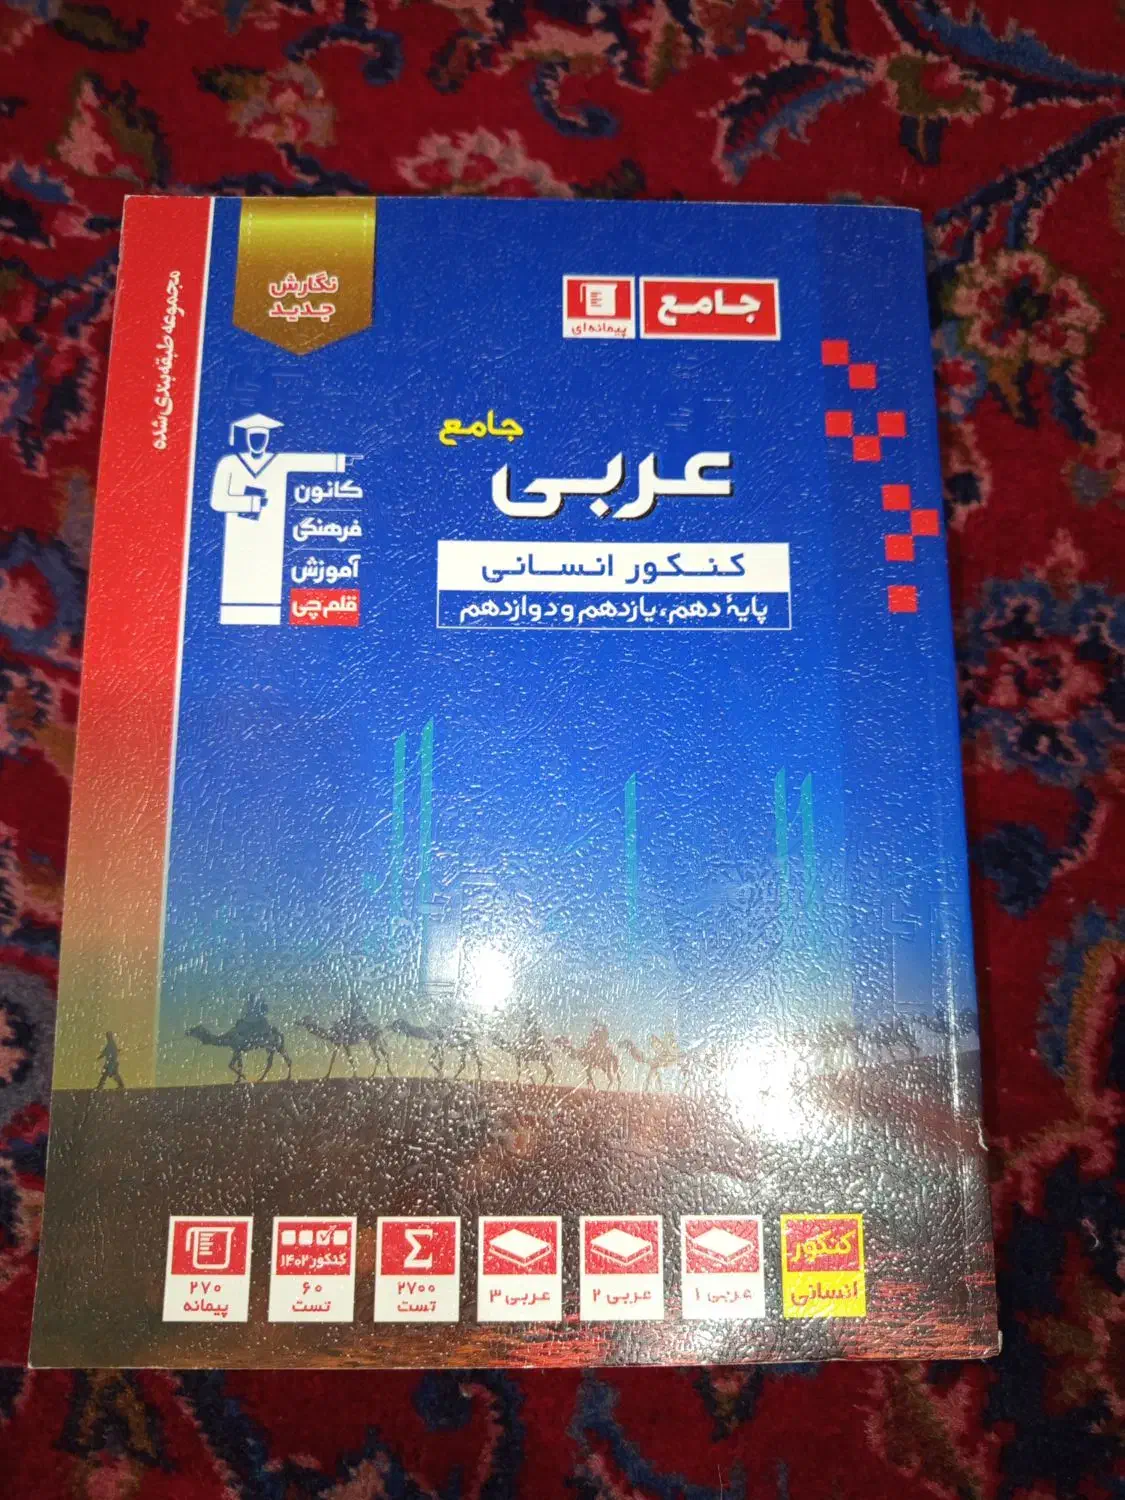 مجموعه طبقه‌بندی شده
نگارش
جدید
جامع
پیمانه‌ای
جامع
عربی
کنکور انسانی
پایهٔ دهم، یازدهم و دوازدهم
کانون
فرهنگی
آموزش
قلم‌چی
کنکور
انسانی
عربی ۱
عربی ۲
عربی ۳
۲۷۰۰
تست
کنکور ۱۴۰۲
۶۰
تست
۲۷۰
پیمانه